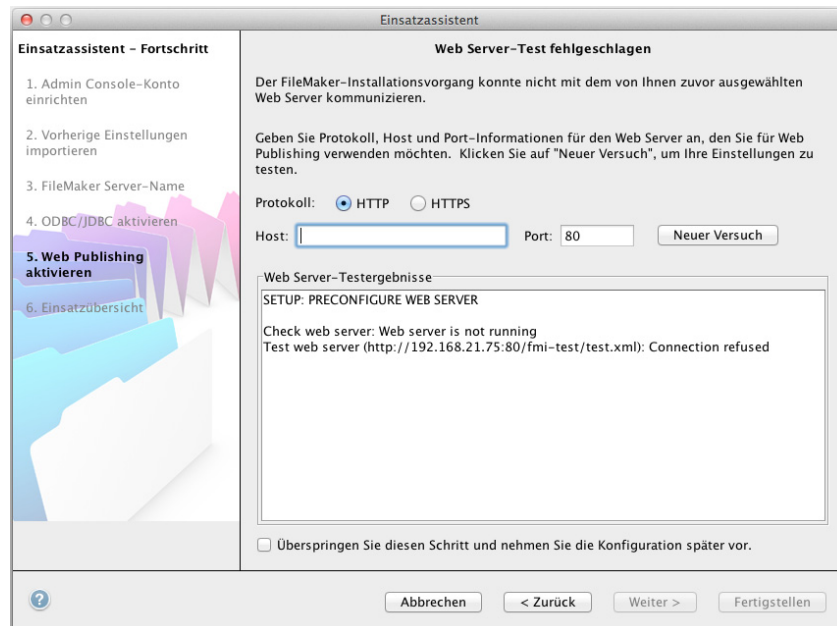 Einsatzassistent
Einsatzassistent – Fortschritt
1. Admin Console-Konto
einrichten
2. Vorherige Einstellungen
importieren
3. FileMaker Server-Name
4. ODBC/JDBC aktivieren
5. Web Publishing
aktivieren
6. Einsatzübersicht
Web Server-Test fehlgeschlagen
Der FileMaker-Installationsvorgang konnte nicht mit dem von Ihnen zuvor ausgewählten
Web Server kommunizieren.
Geben Sie Protokoll, Host und Port-Informationen für den Web Server an, den Sie für Web
Publishing verwenden möchten. Klicken Sie auf "Neuer Versuch", um Ihre Einstellungen zu
testen.
Protokoll: HTTP HTTPS
Host: Port: 80 Neuer Versuch
Web Server-Testergebnisse
SETUP: PRECONFIGURE WEB SERVER
Check web server: Web server is not running
Test web server (http://192.168.21.75:80/fmi-test/test.xml): Connection refused
Überspringen Sie diesen Schritt und nehmen Sie die Konfiguration später vor.
? Abbrechen < Zurück Weiter > Fertigstellen